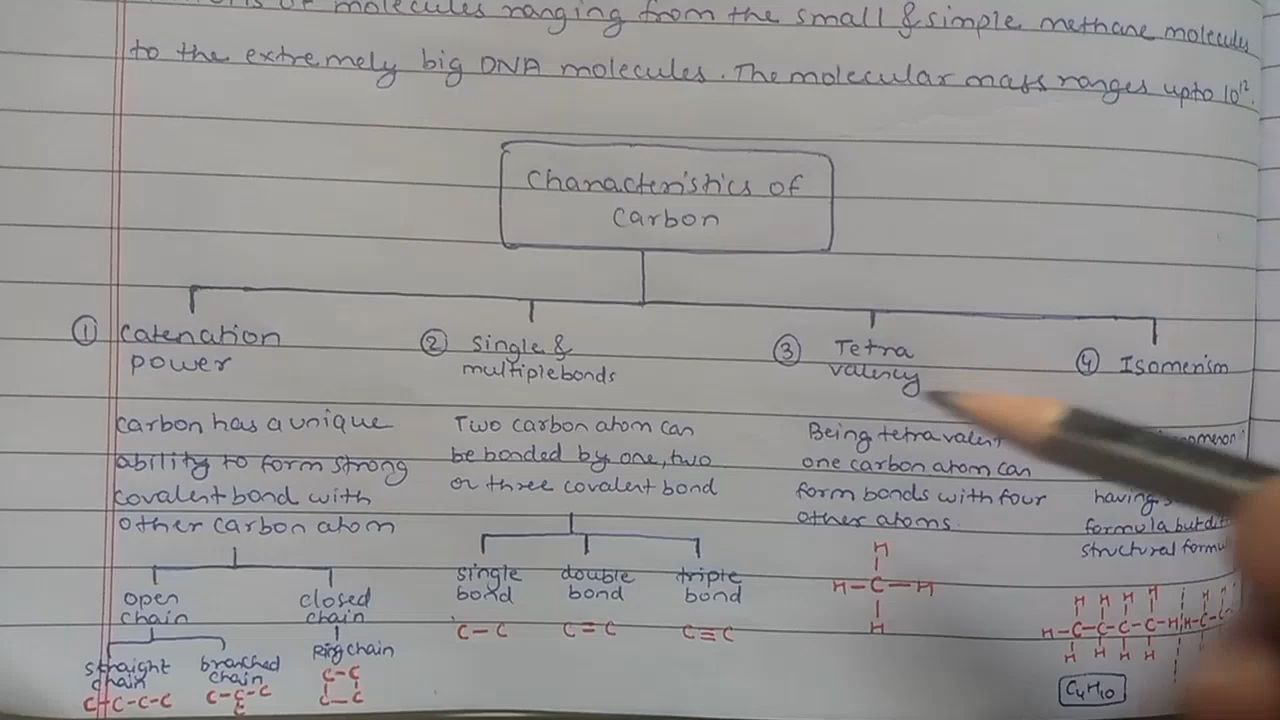 of molecules ranging from the small & simple methane molecules
to the extremely big DNA molecules. The molecular mass ranges upto 10¹².
Characteristics of
Carbon
① Catenation
power
Carbon has a unique
ability to form strong
covalent bond with
other carbon atom
open
chain
closed
chain
straight
chain
branched
chain
Ring chain
C-C-C-C
C-C-C
C
C-C
C-C
② Single &
multiple bonds
Two carbon atom can
be bonded by one, two
or three covalent bond
single
bond
double
bond
triple
bond
C-C
C=C
C≡C
③ Tetra
valency
Being tetravalent
one carbon atom can
form bonds with four
other atoms.
H
H-C-H
H
④ Isomerism
having
formula but
structural
H H H H
H-C-C-C-C-H
H H H H
H-C-C
C₄H₁₀